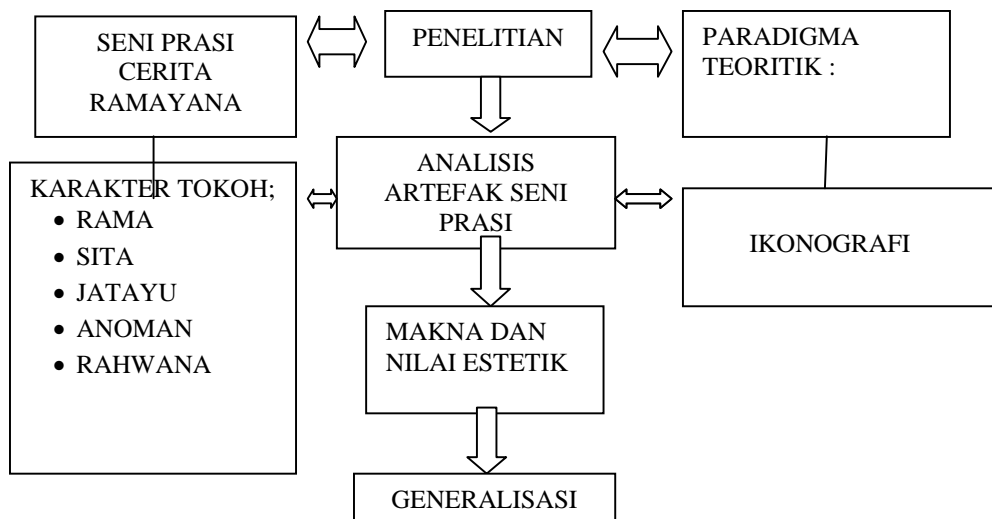 SENI PRASI
CERITA
RAMAYANA
PENELITIAN
PARADIGMA
TEORITIK :
KARAKTER TOKOH;
• RAMA
• SITA
• JATAYU
• ANOMAN
• RAHWANA
ANALISIS
ARTEFAK SENI
PRASI
IKONOGRAFI
MAKNA DAN
NILAI ESTETIK
GENERALISASI